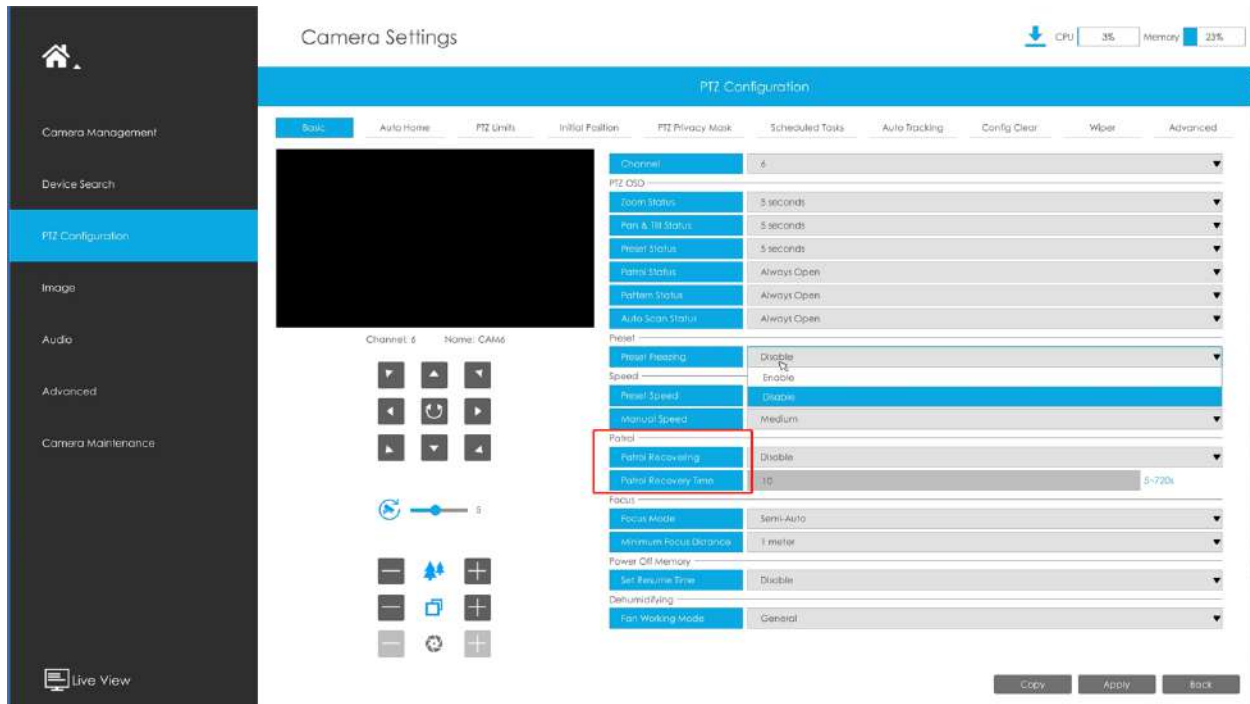 Camera Settings
CPU 3% Memory 23%
PTZ Configuration
Camera Management
Device Search
PTZ Configuration
Image
Audio
Advanced
Camera Maintenance
Live View
Basic Auto Home PTZ Limits Initial Position PTZ Privacy Mask Scheduled Tasks Auto Tracking Config Clear Wiper Advanced
Channel: 6 Name: CAM6
5
Channel 6
PTZ OSD
Zoom Status 5 seconds
Pan & Tilt Status 5 seconds
Preset Status 5 seconds
Patrol Status Always Open
Pattern Status Always Open
Auto Scan Status Always Open
Preset
Preset Freezing Disable
Enable
Disable
Speed
Preset Speed
Manual Speed Medium
Patrol
Patrol Recovering Disable
Patrol Recovery Time 10 5~720s
Focus
Focus Mode Semi-Auto
Minimum Focus Distance 1 meter
Power Off Memory
Set Resume Time Disable
Dehumidifying
Fan Working Mode General
Copy Apply Back